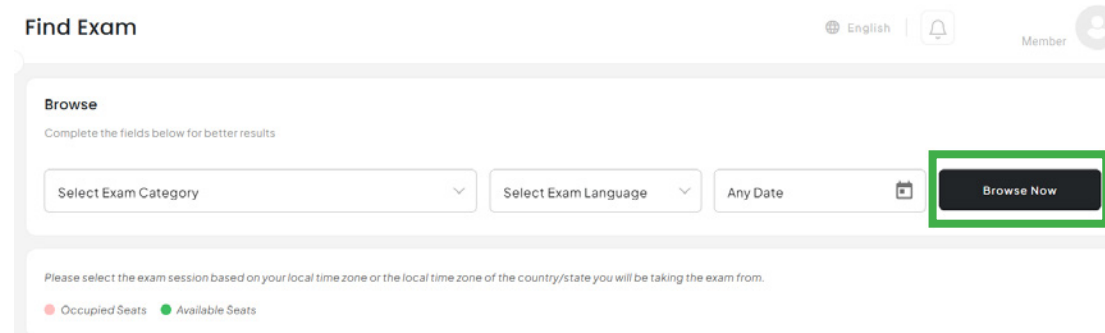 Find Exam
English
Member
Browse
Complete the fields below for better results
Select Exam Category
Select Exam Language
Any Date
Browse Now
Please select the exam session based on your local time zone or the local time zone of the country/state you will be taking the exam from.
Occupied Seats
Available Seats